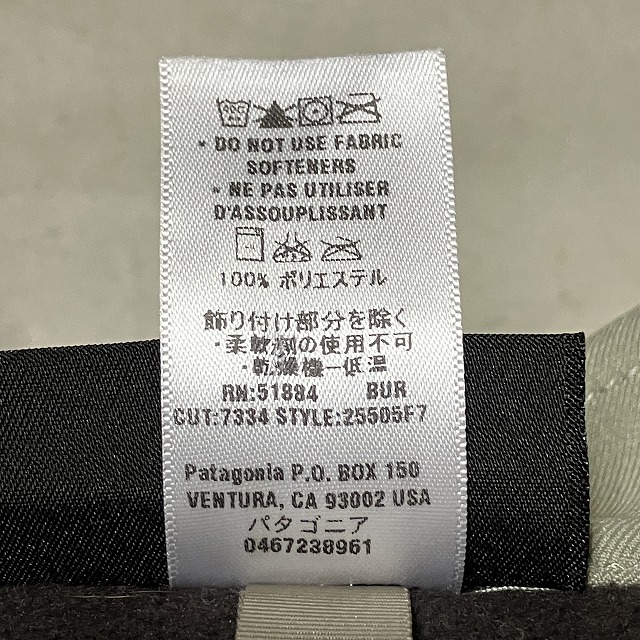 • DO NOT USE FABRIC
SOFTENERS
• NE PAS UTILISER
D'ASSOUPLISSANT
100% ポリエステル
飾り付け部分を除く
・柔軟剤の使用不可
・乾燥機ー低温
RN:51884 BUR
CUT:7334 STYLE:25505F7
Patagonia P.O. BOX 150
VENTURA, CA 93002 USA
パタゴニア
0467238961